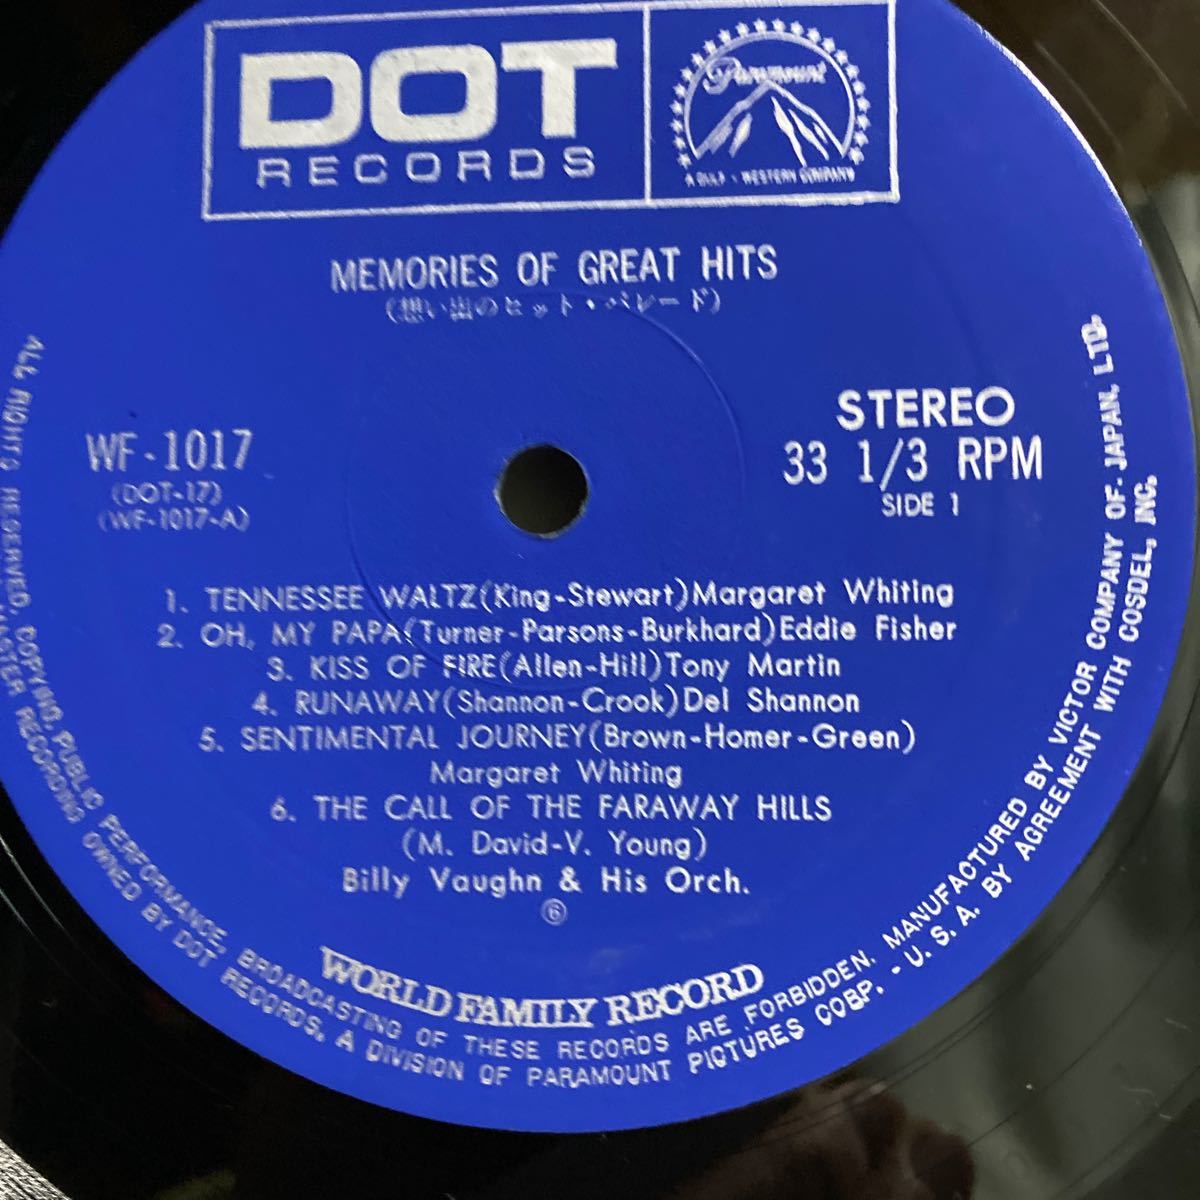 DOT
RECORDS
Paramount
A GULF + WESTERN COMPANY
MEMORIES OF GREAT HITS
(想い出のヒット・パレード)
WF-1017
(DOT-17)
(WF-1017-A)
STEREO
33 1/3 RPM
SIDE 1
1. TENNESSEE WALTZ(King-Stewart)Margaret Whiting
2. OH, MY PAPA(Turner-Parsons-Burkhard)Eddie Fisher
3. KISS OF FIRE(Allen-Hill)Tony Martin
4. RUNAWAY(Shannon-Crook)Del Shannon
5. SENTIMENTAL JOURNEY(Brown-Homer-Green)
Margaret Whiting
6. THE CALL OF THE FARAWAY HILLS
(M. David-V. Young)
Billy Vaughn & His Orch.
⑥
WORLD FAMILY RECORD
ALL RIGHTS RESERVED. COPYING, PUBLIC PERFORMANCE, BROADCASTING OF THESE RECORDS ARE FORBIDDEN. MANUFACTURED BY VICTOR COMPANY OF JAPAN, LTD.
MASTER RECORDING OWNED BY DOT RECORDS, A DIVISION OF PARAMOUNT PICTURES CORP. - U. S. A. BY AGREEMENT WITH COSDEL, INC.